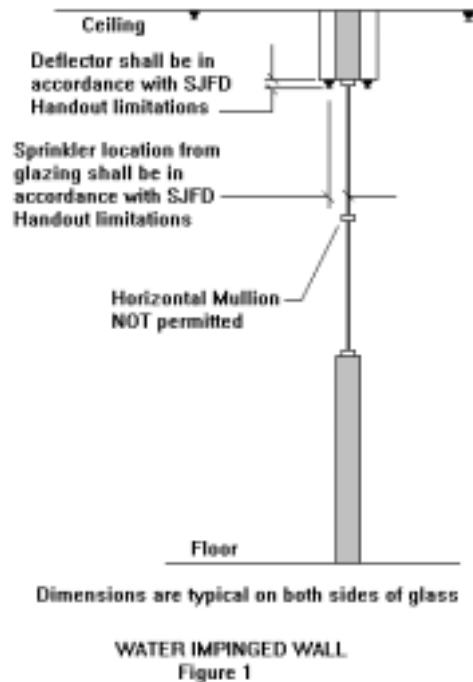 Ceiling
Deflector shall be in
accordance with SJFD
Handout limitations
Sprinkler location from
glazing shall be in
accordance with SJFD
Handout limitations
Horizontal Mullion
NOT permitted
Floor
Dimensions are typical on both sides of glass
WATER IMPINGED WALL
Figure 1